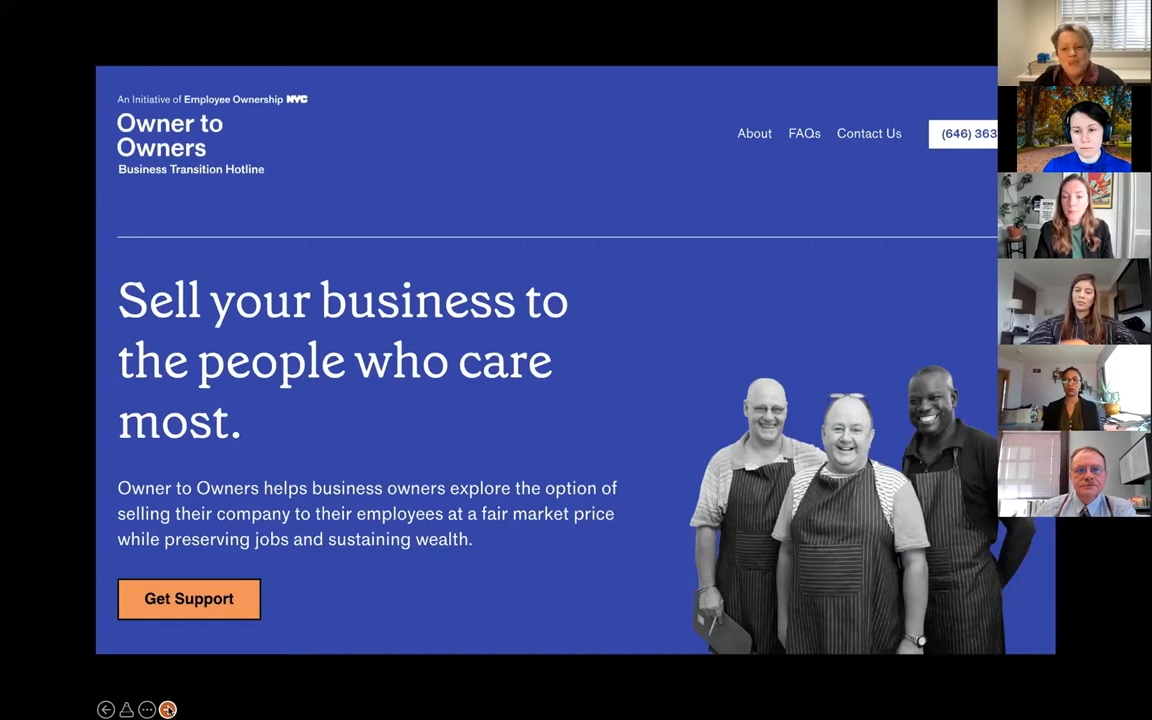 An Initiative of Employee Ownership NYC
Owner to
Owners
Business Transition Hotline
About
FAQs
Contact Us
(646) 363
Sell your business to
the people who care
most.
Owner to Owners helps business owners explore the option of
selling their company to their employees at a fair market price
while preserving jobs and sustaining wealth.
Get Support